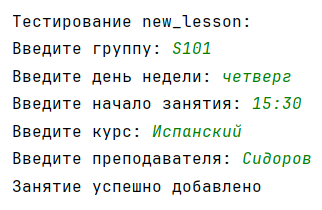 Тестирование new_lesson:
Введите группу: S101
Введите день недели: четверг
Введите начало занятия: 15:30
Введите курс: Испанский
Введите преподавателя: Сидоров
Занятие успешно добавлено